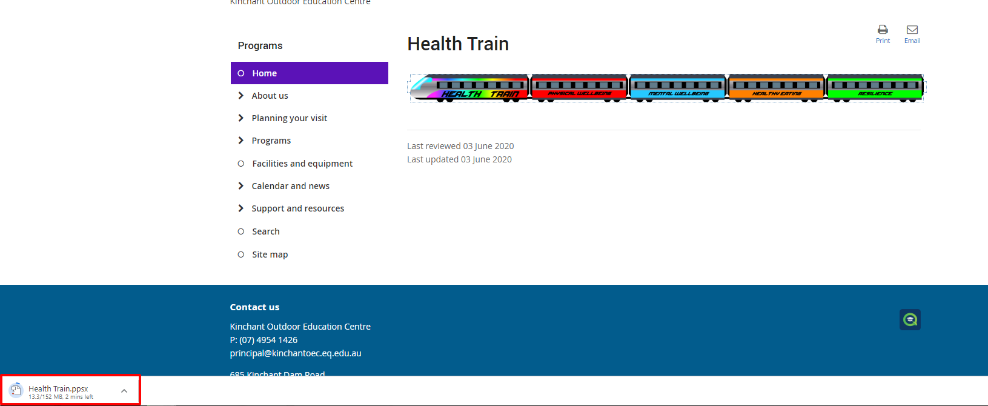 Kinchant Outdoor Education Centre
Programs
Home
About us
Planning your visit
Programs
Facilities and equipment
Calendar and news
Support and resources
Search
Site map
Health Train
Print
Email
HEALTH TRAIN
PHYSICAL WELLBEING
MENTAL WELLBEING
HEALTHY EATING
RESILIENCE
Last reviewed 03 June 2020
Last updated 03 June 2020
Contact us
Kinchant Outdoor Education Centre
P: (07) 4954 1426
principal@kinchantoec.eq.edu.au
685 Kinchant Dam Road
Health Train.ppsx
13.3/152 MB, 2 mins left